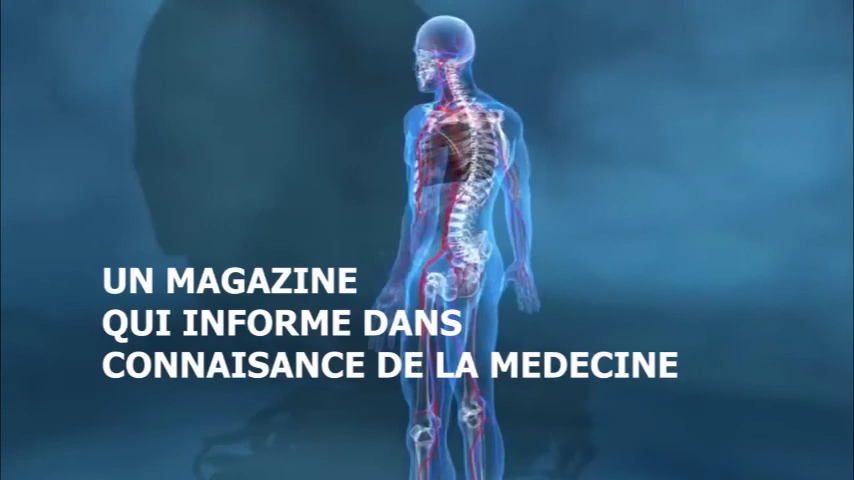 UN MAGAZINE
QUI INFORME DANS
CONNAISANCE DE LA MEDECINE